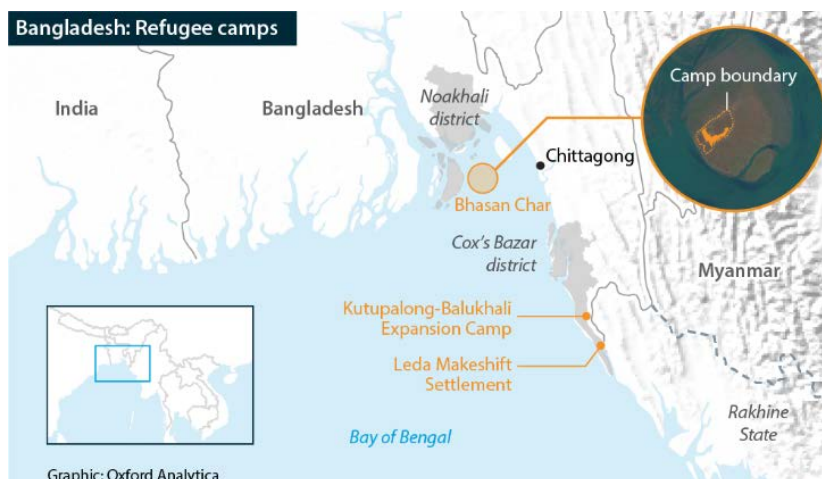 Bangladesh: Refugee camps
Camp boundary
India
Bangladesh
Noakhali
district
Chittagong
Bhasan Char
Cox's Bazar
district
Myanmar
Kutupalong-Balukhali
Expansion Camp
Leda Makeshift
Settlement
Rakhine
State
Bay of Bengal
Graphic: Oxford Analytica